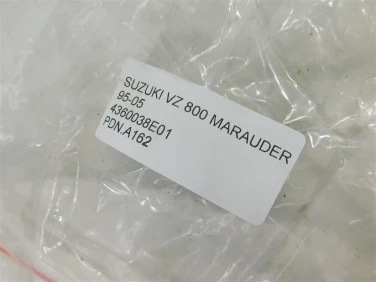 SUZUKI VZ 800 MARAUDER
95-05
4360038E01
PDN.A162